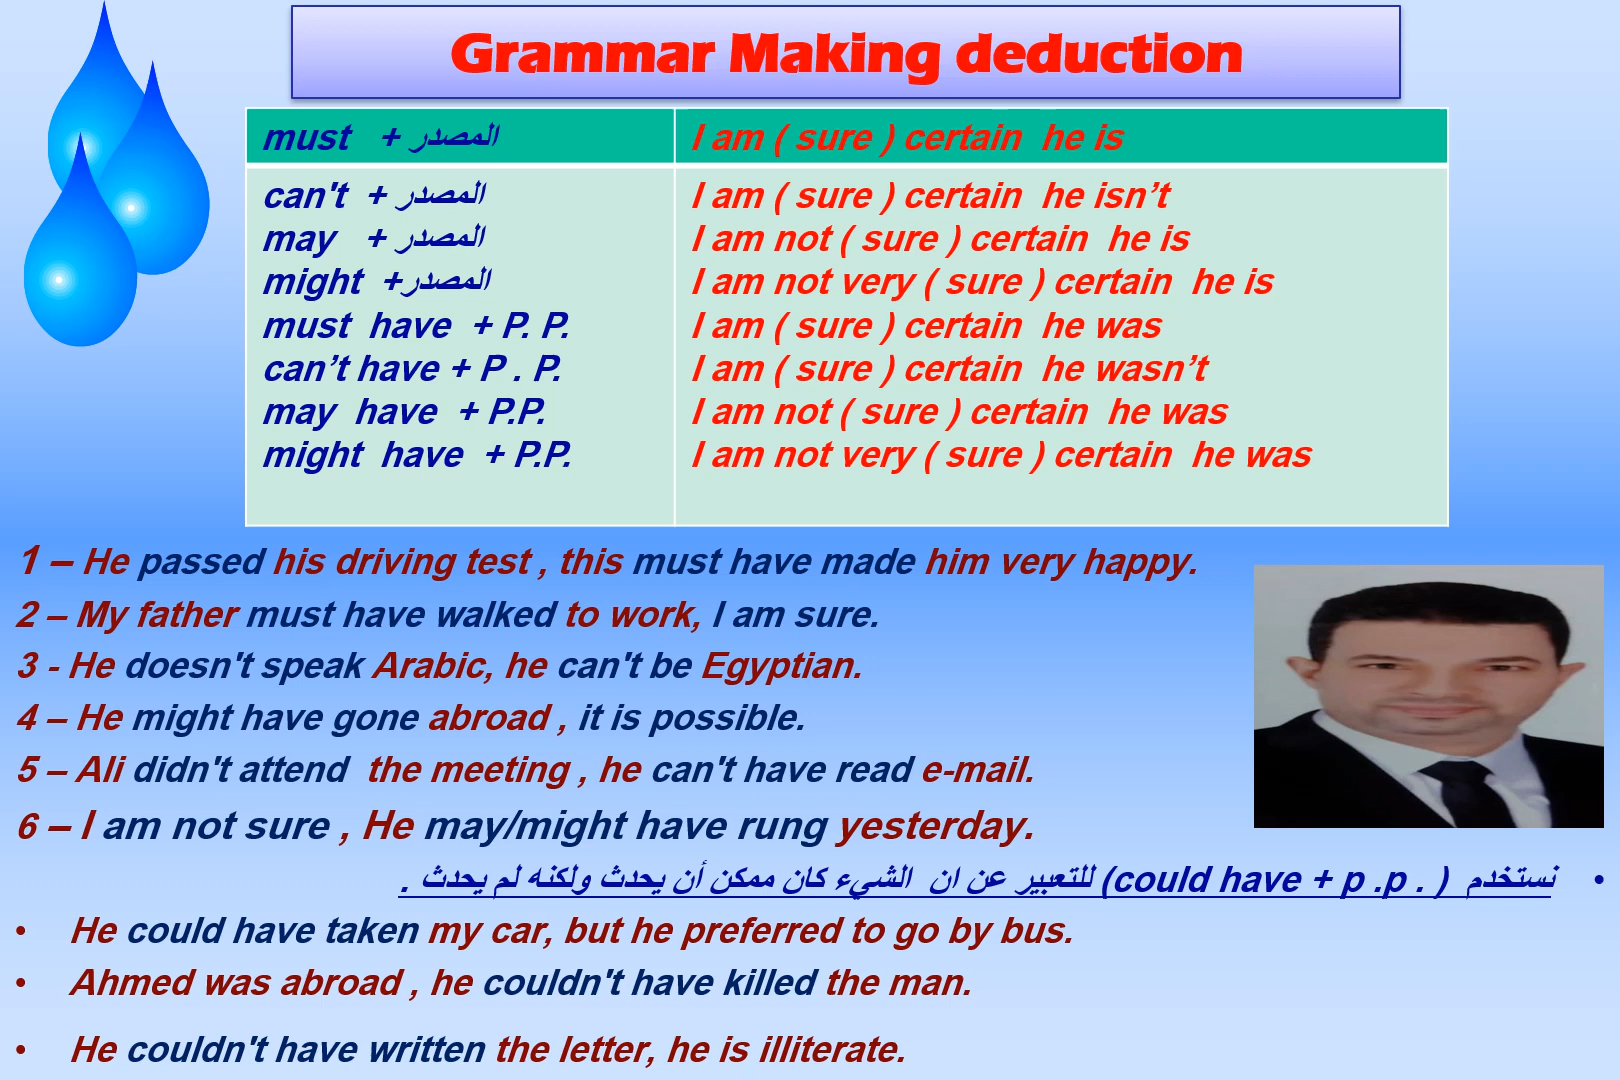 Grammar Making deduction
must + المصدر
I am ( sure ) certain he is
can't + المصدر
I am ( sure ) certain he isn’t
may + المصدر
I am not ( sure ) certain he is
might +المصدر
I am not very ( sure ) certain he is
must have + P. P.
I am ( sure ) certain he was
can’t have + P . P.
I am ( sure ) certain he wasn’t
may have + P.P.
I am not ( sure ) certain he was
might have + P.P.
I am not very ( sure ) certain he was
1 – He passed his driving test , this must have made him very happy.
2 – My father must have walked to work, I am sure.
3 - He doesn't speak Arabic, he can't be Egyptian.
4 – He might have gone abroad , it is possible.
5 – Ali didn't attend the meeting , he can't have read e-mail.
6 – I am not sure , He may/might have rung yesterday.
• نستخدم (could have + p .p . ) للتعبير عن ان الشيء كان ممكن أن يحدث ولكنه لم يحدث .
• He could have taken my car, but he preferred to go by bus.
• Ahmed was abroad , he couldn't have killed the man.
• He couldn't have written the letter, he is illiterate.